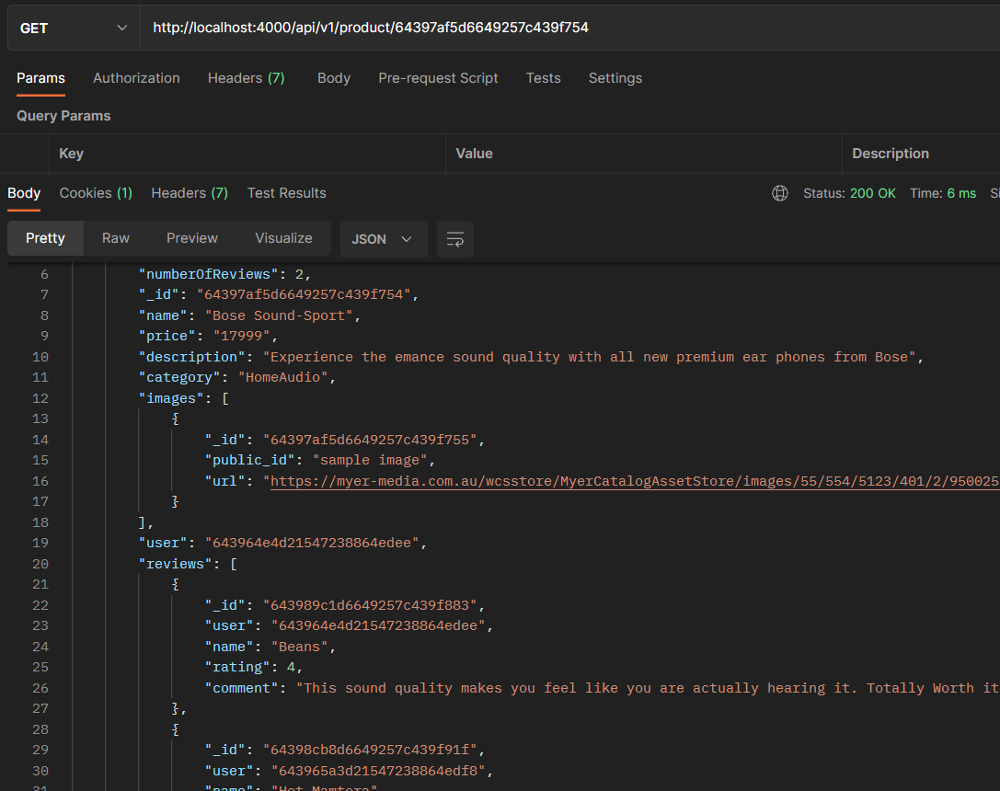 GET http://localhost:4000/api/v1/product/64397af5d6649257c439f754
Params Authorization Headers (7) Body Pre-request Script Tests Settings
Query Params
Key Value Description
Body Cookies (1) Headers (7) Test Results Status: 200 OK Time: 6 ms Si
Pretty Raw Preview Visualize JSON
6 "numberOfReviews": 2,
7 "_id": "64397af5d6649257c439f754",
8 "name": "Bose Sound-Sport",
9 "price": "17999",
10 "description": "Experience the emance sound quality with all new premium ear phones from Bose",
11 "category": "HomeAudio",
12 "images": [
13 {
14 "_id": "64397af5d6649257c439f755",
15 "public_id": "sample image",
16 "url": "https://myer-media.com.au/wcsstore/MyerCatalogAssetStore/images/55/554/5123/401/2/950025
17 }
18 ],
19 "user": "643964e4d21547238864edee",
20 "reviews": [
21 {
22 "_id": "643989c1d6649257c439f883",
23 "user": "643964e4d21547238864edee",
24 "name": "Beans",
25 "rating": 4,
26 "comment": "This sound quality makes you feel like you are actually hearing it. Totally Worth it
27 },
28 {
29 "_id": "64398cb8d6649257c439f91f",
30 "user": "643965a3d21547238864edf8",
31 "name": "Hot Mamtora"